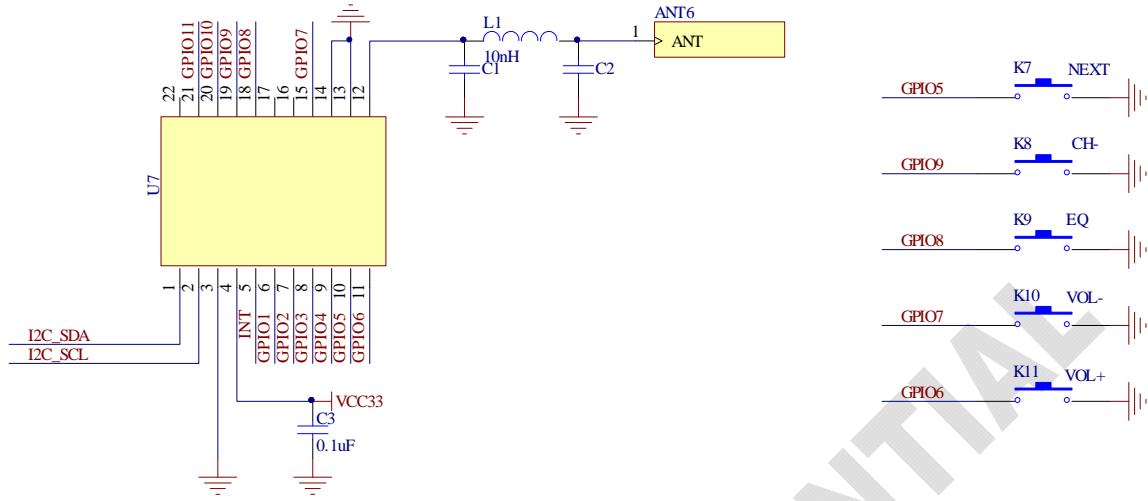 ANT6
L1
1
ANT
10nH
C1
C2
GPIO11
GPIO10
GPIO9
GPIO8
GPIO7
22
21
20
19
18
17
16
15
14
13
12
U7
1
2
3
4
5
6
7
8
9
10
11
INT
GPIO1
GPIO2
GPIO3
GPIO4
GPIO5
GPIO6
I2C_SDA
I2C_SCL
VCC33
C3
0.1uF
K7
NEXT
GPIO5
K8
CH-
GPIO9
K9
EQ
GPIO8
K10
VOL-
GPIO7
K11
VOL+
GPIO6
NTIAL